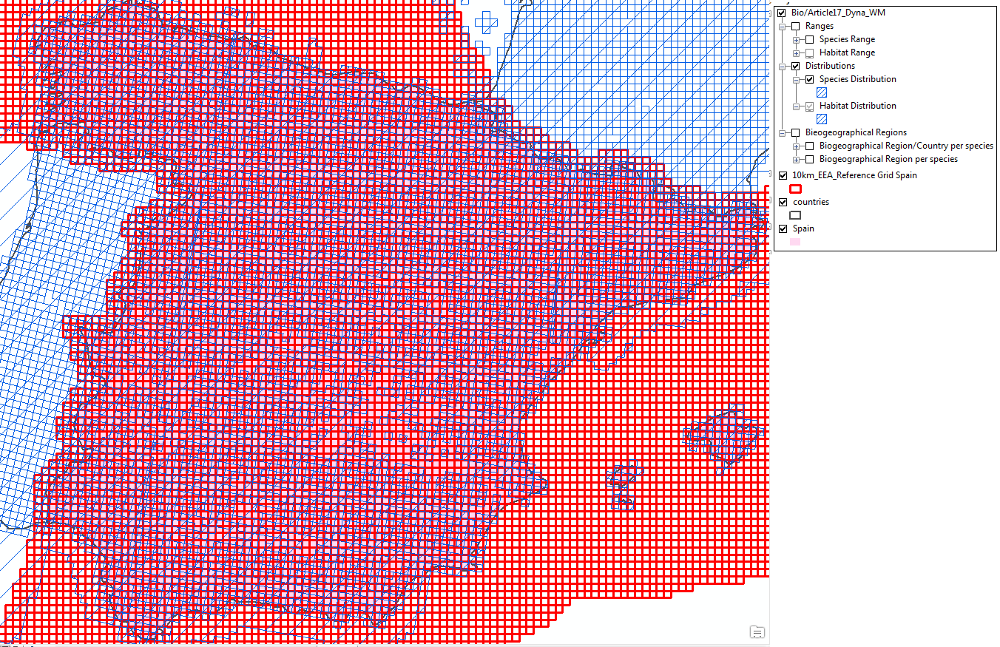 Bio/Article17_Dyna_WM
Ranges
Species Range
Habitat Range
Distributions
Species Distribution
Habitat Distribution
Bieogeographical Regions
Biogeographical Region/Country per species
Biogeographical Region per species
10km_EEA_Reference Grid Spain
countries
Spain